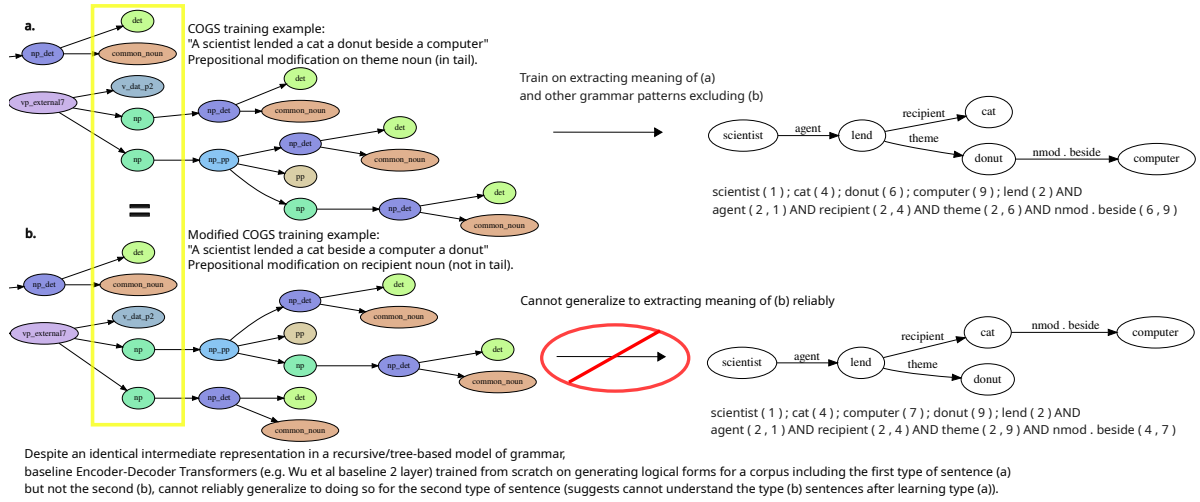 a.
COGS training example:
"A scientist lended a cat a donut beside a computer"
Prepositional modification on theme noun (in tail).
det
np_det
common_noun
vp_external7
v_dat_p2
np
np_det
det
common_noun
np
np_pp
np_det
det
common_noun
pp
np
np_det
det
common_noun
Train on extracting meaning of (a)
and other grammar patterns excluding (b)
scientist
agent
lend
recipient
cat
theme
donut
nmod . beside
computer
scientist ( 1 ) ; cat ( 4 ) ; donut ( 6 ) ; computer ( 9 ) ; lend ( 2 ) AND
agent ( 2 , 1 ) AND recipient ( 2 , 4 ) AND theme ( 2 , 6 ) AND nmod . beside ( 6 , 9 )
=
b.
Modified COGS training example:
"A scientist lended a cat beside a computer a donut"
Prepositional modification on recipient noun (not in tail).
det
np_det
common_noun
vp_external7
v_dat_p2
np
np_pp
np_det
det
common_noun
pp
np
np_det
det
common_noun
np
np_det
det
common_noun
Cannot generalize to extracting meaning of (b) reliably
scientist
agent
lend
recipient
cat
nmod . beside
computer
theme
donut
scientist ( 1 ) ; cat ( 4 ) ; computer ( 7 ) ; donut ( 9 ) ; lend ( 2 ) AND
agent ( 2 , 1 ) AND recipient ( 2 , 4 ) AND theme ( 2 , 9 ) AND nmod . beside ( 4 , 7 )
Despite an identical intermediate representation in a recursive/tree-based model of grammar,
baseline Encoder-Decoder Transformers (e.g. Wu et al baseline 2 layer) trained from scratch on generating logical forms for a corpus including the first type of sentence (a)
but not the second (b), cannot reliably generalize to doing so for the second type of sentence (suggests cannot understand the type (b) sentences after learning type (a)).